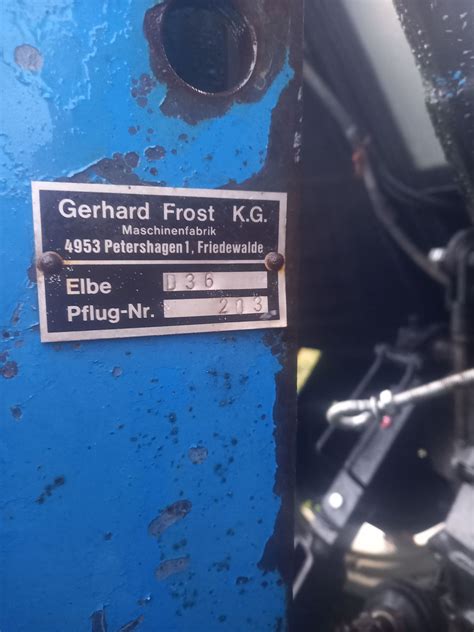 Gerhard Frost K.G.
Maschinenfabrik
4953 Petershagen 1, Friedewalde
Elbe D36
Pflug-Nr. 203